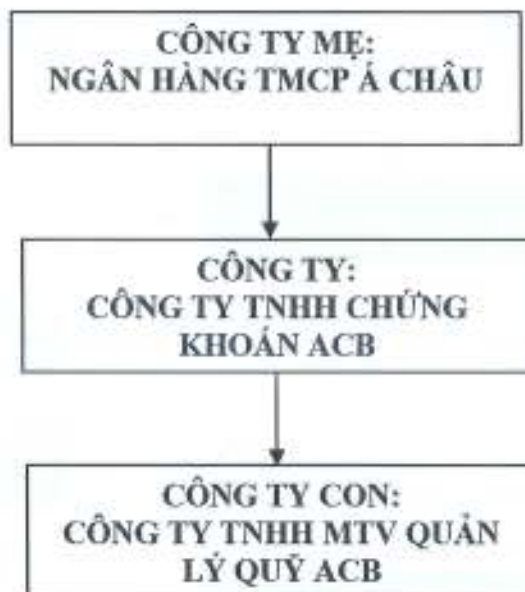 CÔNG TY MẸ:
NGÂN HÀNG TMCP Á CHÂU
CÔNG TY:
CÔNG TY TNHH CHỨNG
KHOÁN ACB
CÔNG TY CON:
CÔNG TY TNHH MTV QUẢN
LÝ QUỸ ACB